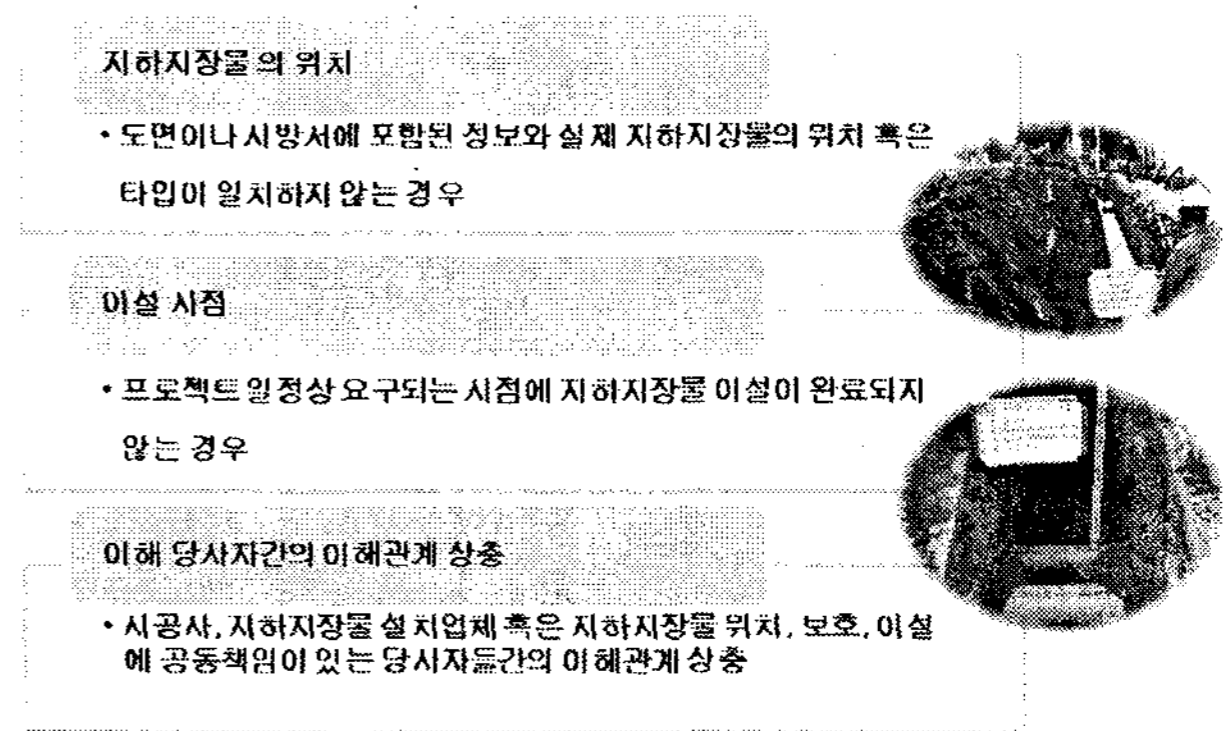 지하지장물의 위치
• 도면이나 시방서에 포함된 정보와 실제 지하지장물의 위치 혹은
타입이 일치하지 않는 경우
이설 시점
• 프로젝트 일정상 요구되는 시점에 지하지장물 이설이 완료되지
않는 경우
이해 당사자간의 이해관계 상충
• 시공사, 지하지장물 설치업체 혹은 지하지장물 위치, 보호, 이설
에 공동책임이 있는 당사자들간의 이해관계 상충